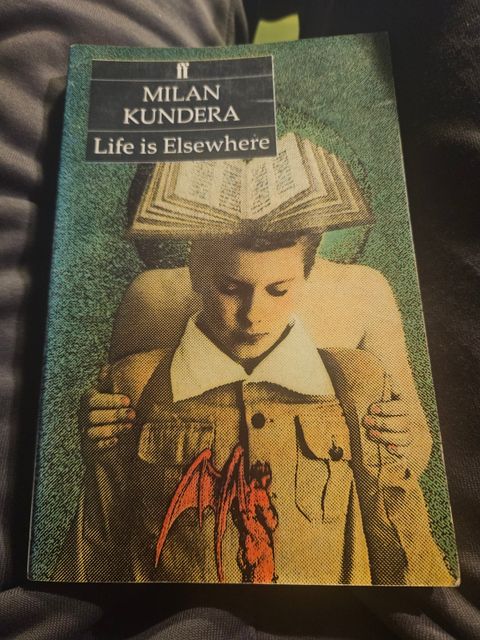 ff
MILAN
KUNDERA
Life is Elsewhere